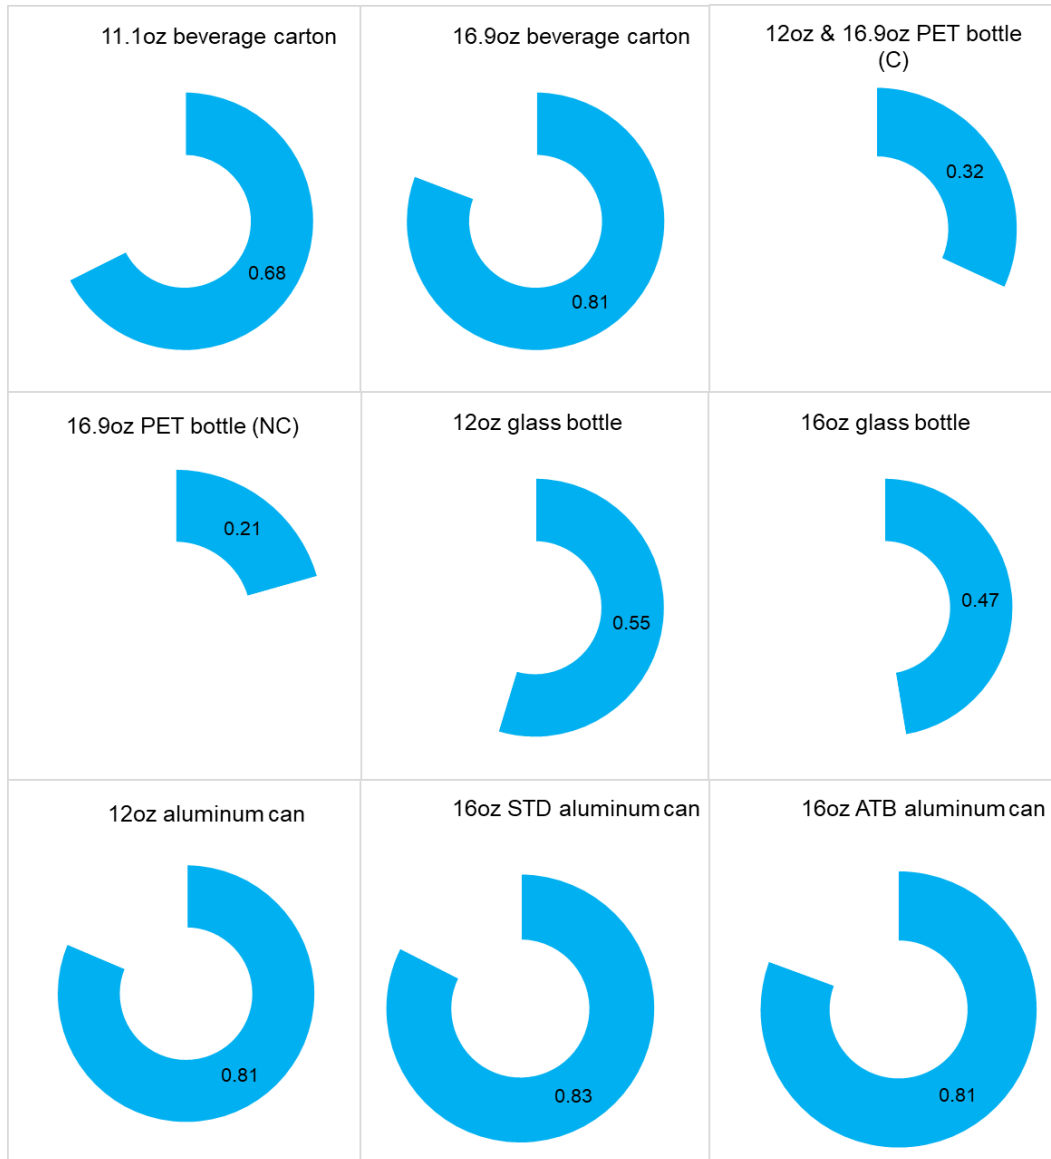 11.1oz beverage carton
0.68
16.9oz beverage carton
0.81
12oz & 16.9oz PET bottle
(C)
0.32
16.9oz PET bottle (NC)
0.21
12oz glass bottle
0.55
16oz glass bottle
0.47
12oz aluminum can
0.81
16oz STD aluminum can
0.83
16oz ATB aluminum can
0.81